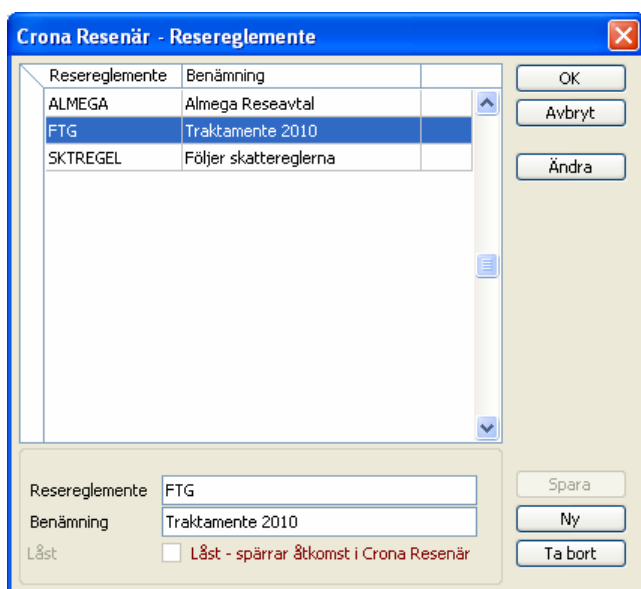 Crona Resenär - Resereglemente
Resereglemente Benämning
ALMEGA Almega Reseavtal
FTG Traktamente 2010
SKTREGEL Följer skattereglerna
OK
Avbryt
Ändra
Resereglemente FTG
Benämning Traktamente 2010
Låst Låst - spärrar åtkomst i Crona Resenär
Spara
Ny
Ta bort